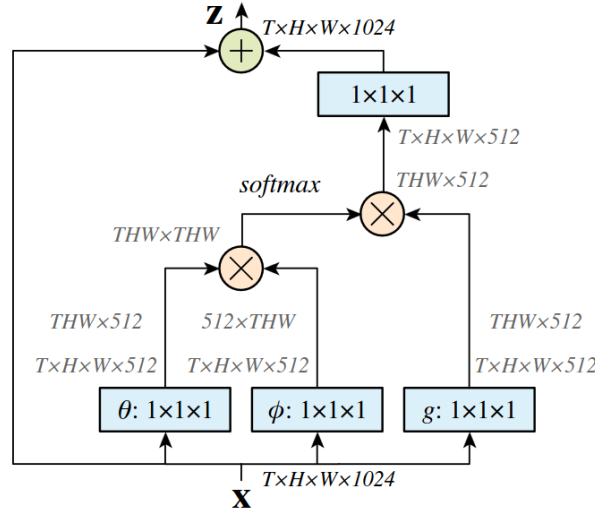 z
T×H×W×1024
+
1×1×1
T×H×W×512
THW×512
softmax
×
THW×THW
×
THW×512
512×THW
THW×512
T×H×W×512
T×H×W×512
T×H×W×512
θ: 1×1×1
ϕ: 1×1×1
g: 1×1×1
T×H×W×1024
x